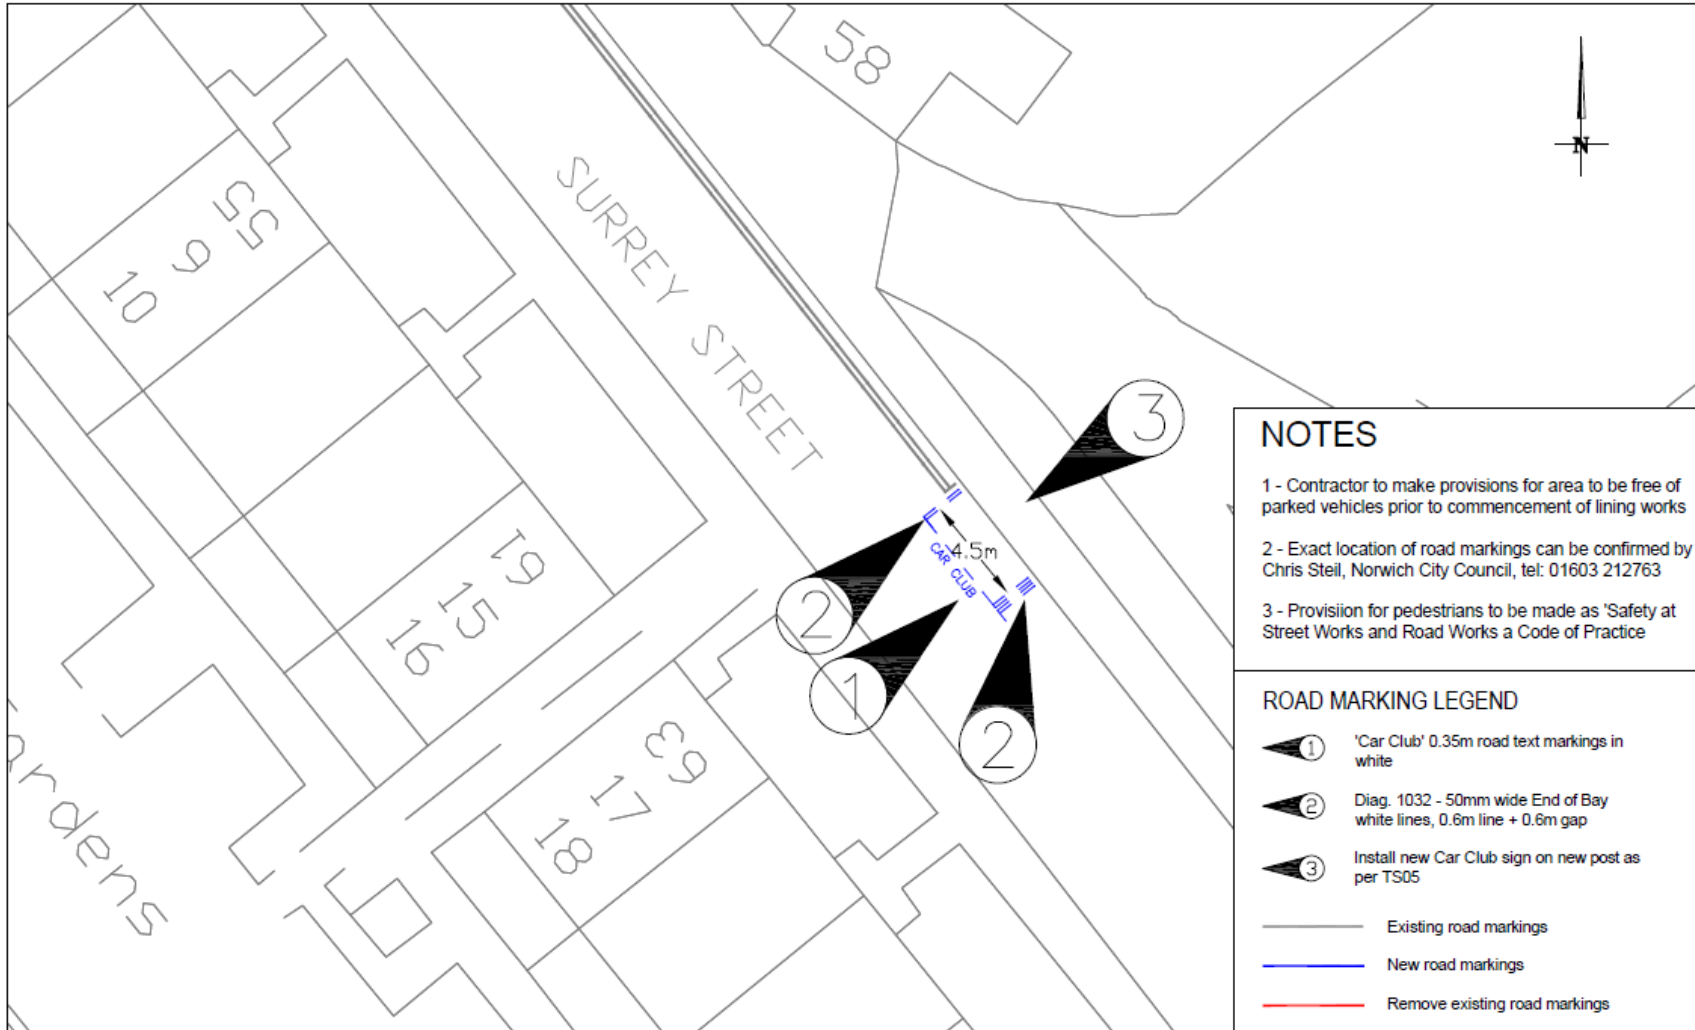 58
N
SURREY STREET
55
9
10
3
4.5m
CAR CLUB
2
1
2
61
15
16
63
17
18
ardens
NOTES
1 - Contractor to make provisions for area to be free of
parked vehicles prior to commencement of lining works
2 - Exact location of road markings can be confirmed by
Chris Steil, Norwich City Council, tel: 01603 212763
3 - Provisiion for pedestrians to be made as 'Safety at
Street Works and Road Works a Code of Practice
ROAD MARKING LEGEND
1
'Car Club' 0.35m road text markings in
white
2
Diag. 1032 - 50mm wide End of Bay
white lines, 0.6m line + 0.6m gap
3
Install new Car Club sign on new post as
per TS05
Existing road markings
New road markings
Remove existing road markings